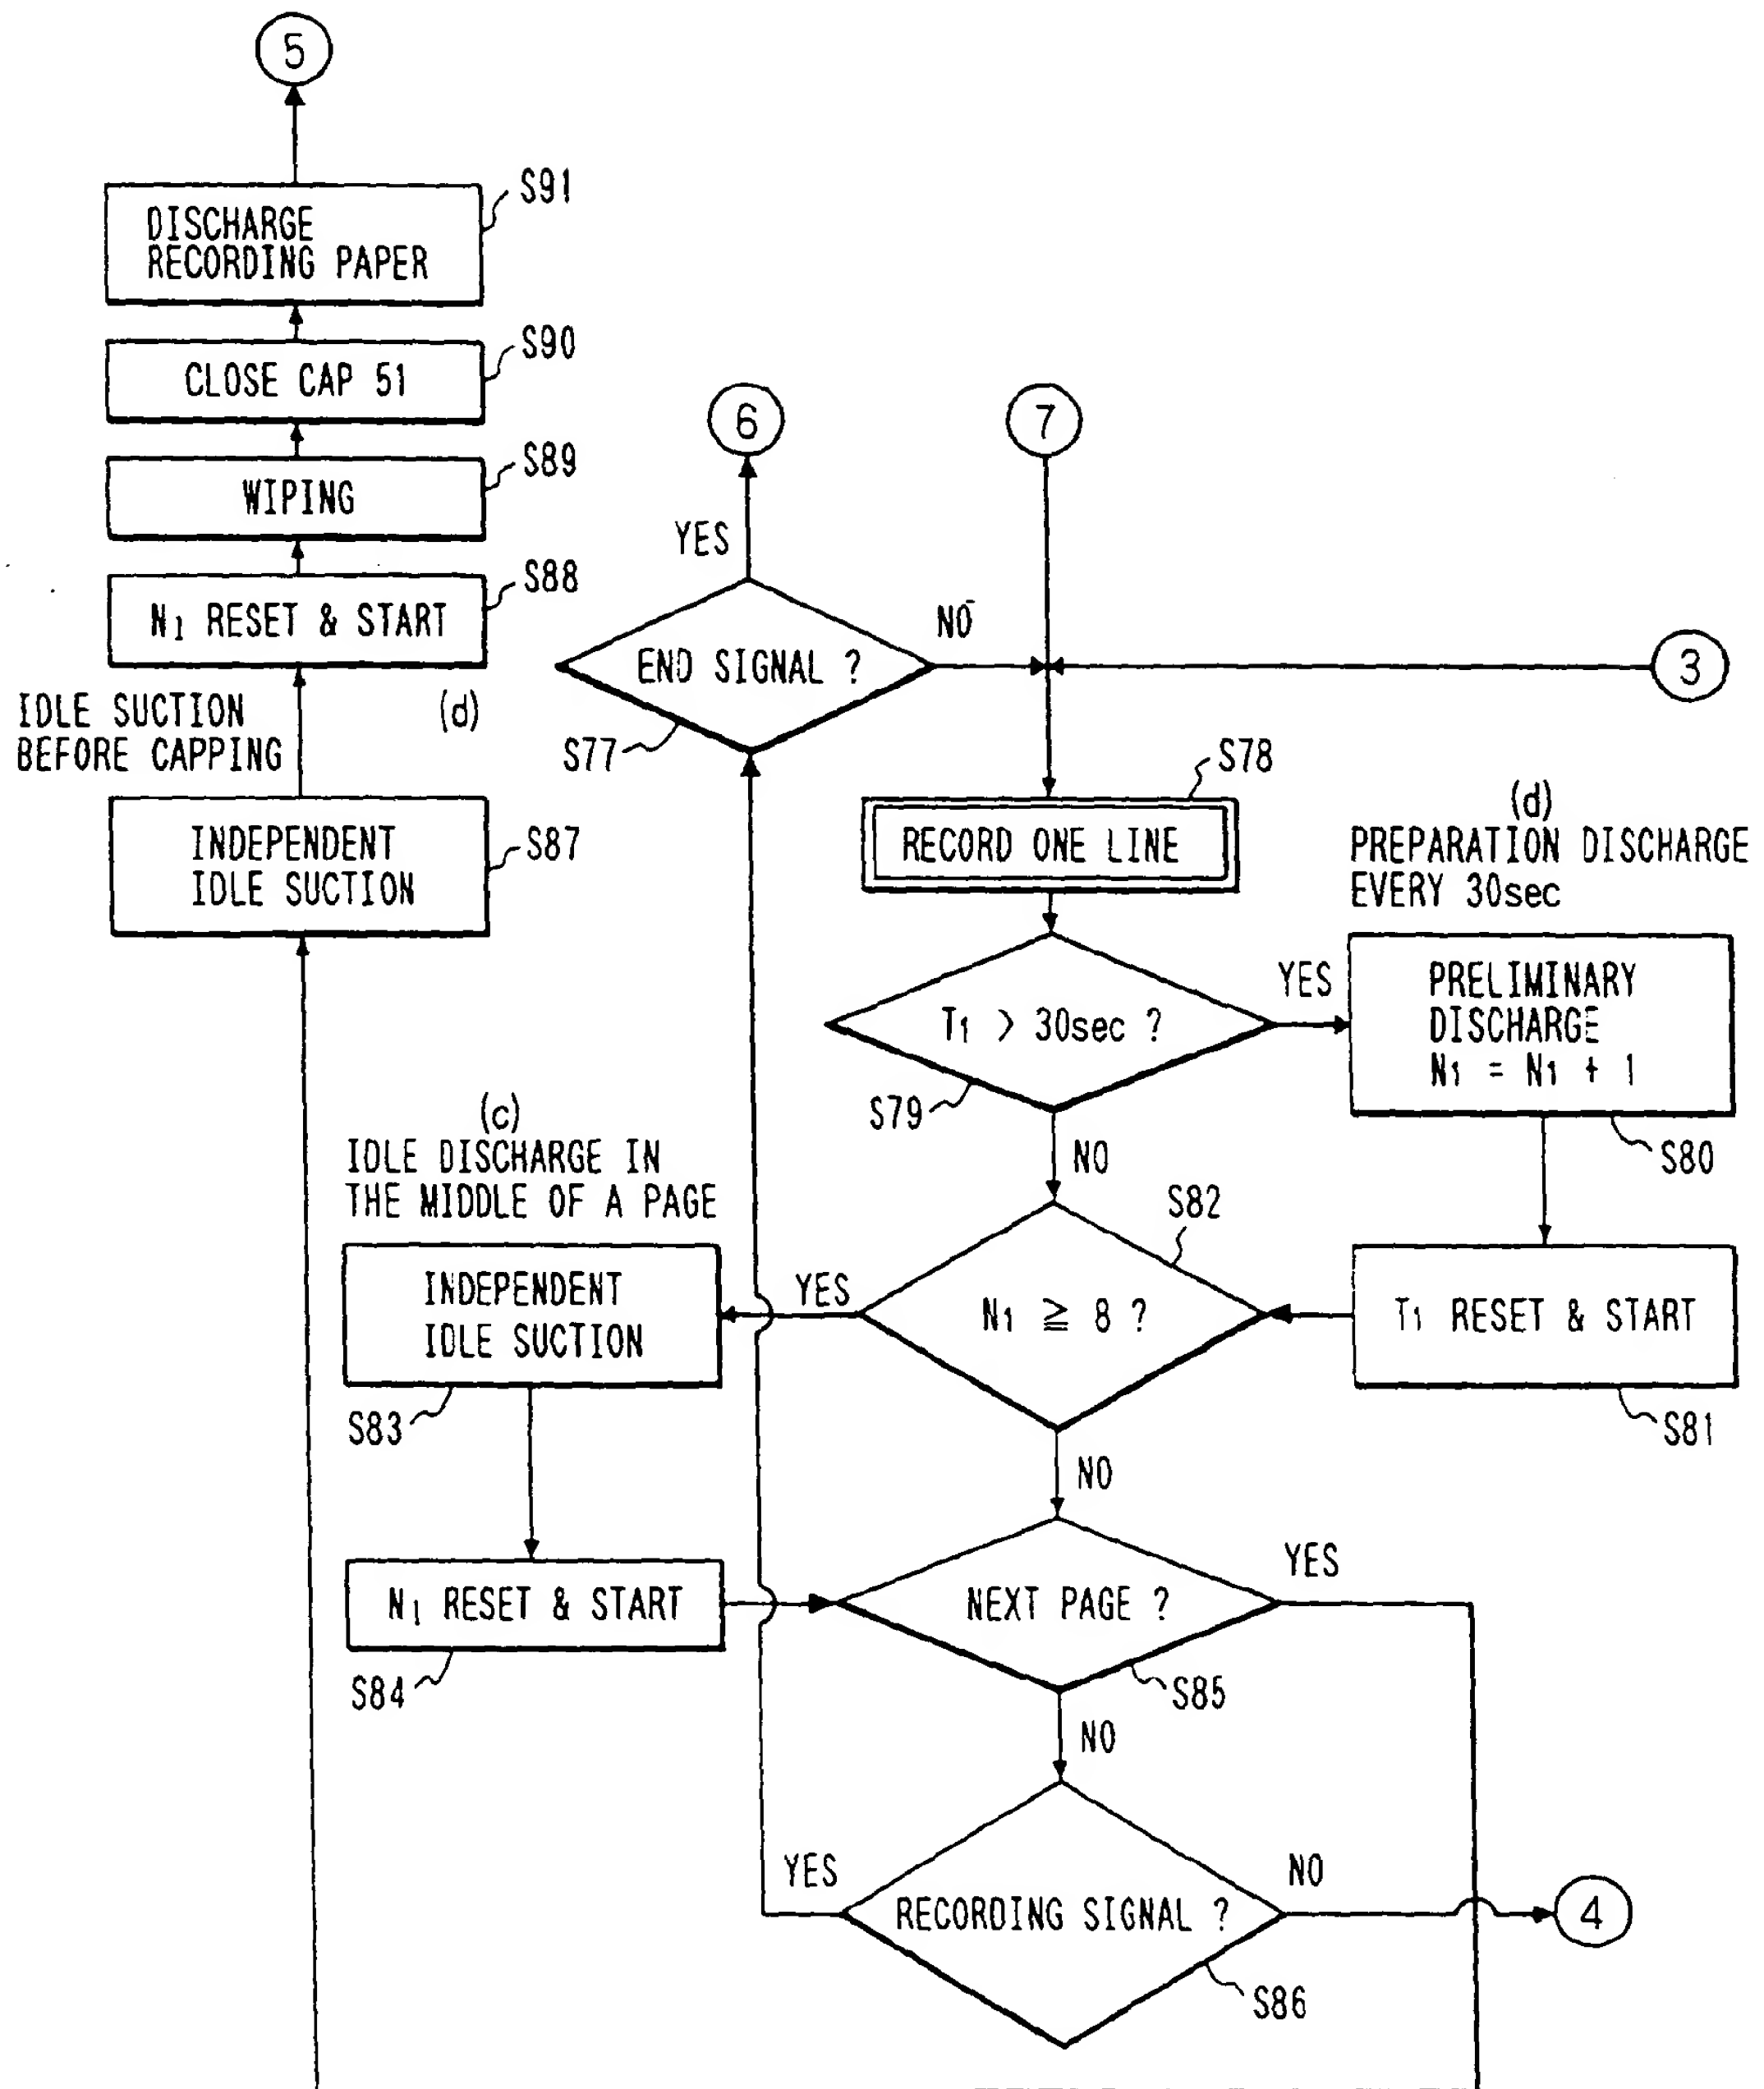 5
S91
DISCHARGE
RECORDING PAPER
S90
CLOSE CAP 51
S89
WIPING
S88
N1 RESET & START
IDLE SUCTION
BEFORE CAPPING
(d)
INDEPENDENT
IDLE SUCTION
S87
6
7
YES
END SIGNAL ?
NO
3
S77
S78
RECORD ONE LINE
(d)
PREPARATION DISCHARGE
EVERY 30sec
T1 > 30sec ?
YES
S79
NO
PRELIMINARY
DISCHARGE
N1 = N1 + 1
S80
(c)
IDLE DISCHARGE IN
THE MIDDLE OF A PAGE
INDEPENDENT
IDLE SUCTION
S83
YES
S82
N1 ≧ 8 ?
T1 RESET & START
S81
NO
N1 RESET & START
S84
NEXT PAGE ?
YES
S85
NO
YES
RECORDING SIGNAL ?
NO
4
S86